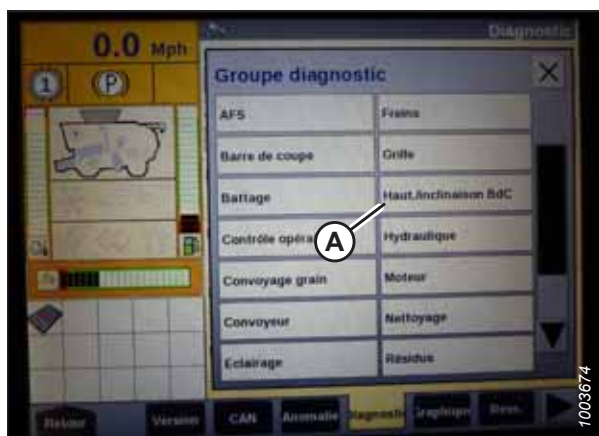 0.0 Mph
Diagnostic
1 (P)
Groupe diagnostic
AFS
Freins
Barre de coupe
Grille
Battage
Haut./inclinaison BdC
Contrôle opéra
A
Hydraulique
Convoyage grain
Moteur
Convoyeur
Nettoyage
Eclairage
Résidus
Retour
Version
CAN
Anomalie
Diagnostic
Graphique
Ress.
1003674